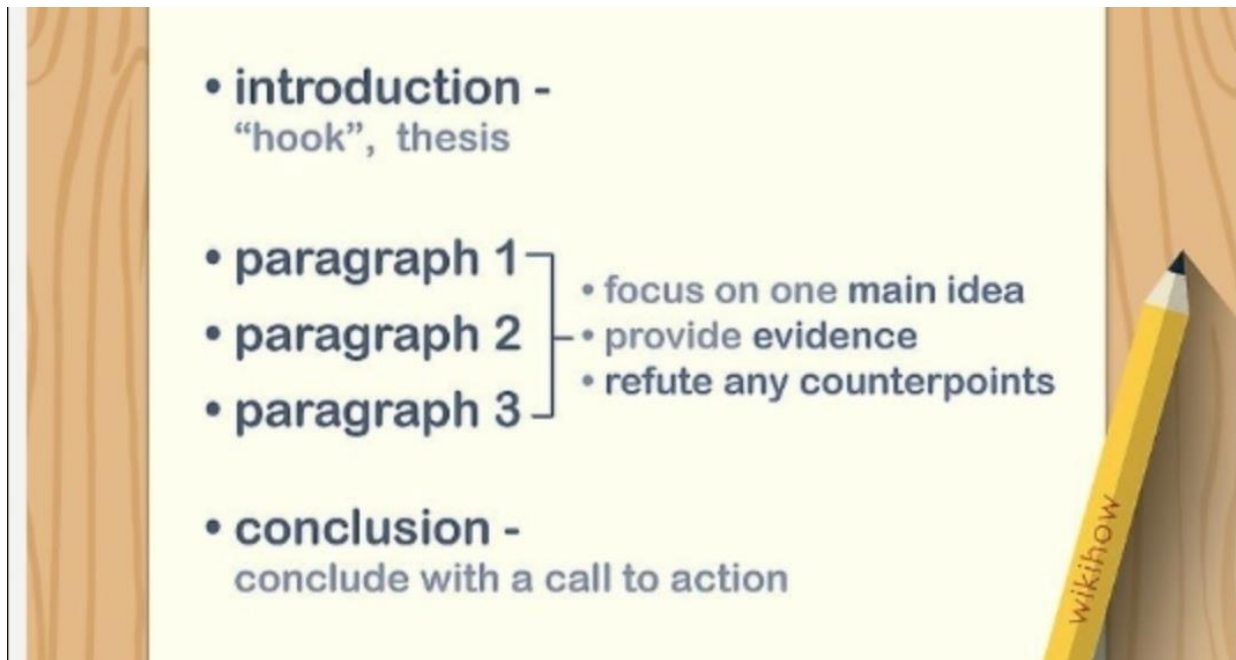 • introduction -
“hook”, thesis
• paragraph 1
• paragraph 2
• paragraph 3
• focus on one main idea
• provide evidence
• refute any counterpoints
• conclusion -
conclude with a call to action
wikihow